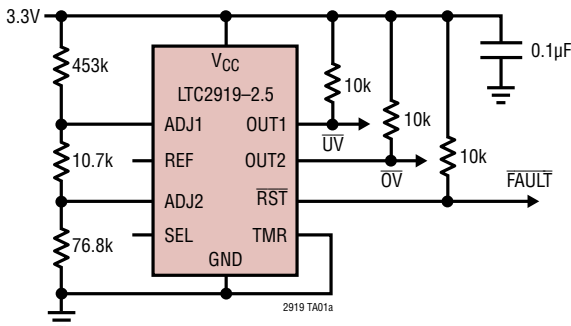 3.3V
453k
VCC
LTC2919–2.5
10k
0.1µF
ADJ1
OUT1
UV
10k
10.7k
REF
OUT2
OV
10k
FAULT
ADJ2
RST
76.8k
SEL
TMR
GND
2919 TA01a